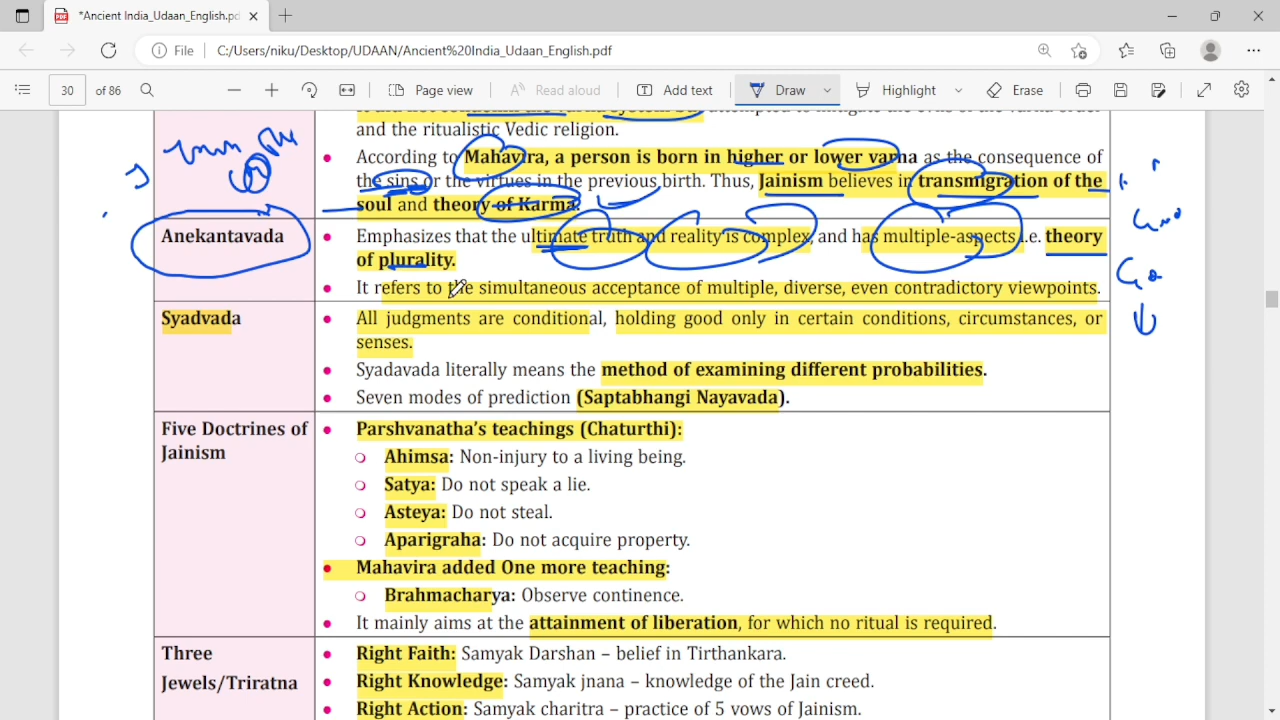 *Ancient India_Udaan_English.pd
File
C:/Users/niku/Desktop/UDAAN/Ancient%20India_Udaan_English.pdf
30 of 86
Page view
Read aloud
Add text
Draw
Highlight
Erase
and the ritualistic Vedic religion.
According to Mahavira, a person is born in higher or lower varna as the consequence of
the sins or the virtues in the previous birth. Thus, Jainism believes in transmigration of the
soul and theory of Karma.
Anekantavada
Emphasizes that the ultimate truth and reality is complex, and has multiple-aspects i.e. theory
of plurality.
It refers to the simultaneous acceptance of multiple, diverse, even contradictory viewpoints.
Syadvada
All judgments are conditional, holding good only in certain conditions, circumstances, or
senses.
Syadavada literally means the method of examining different probabilities.
Seven modes of prediction (Saptabhangi Nayavada).
Five Doctrines of
Jainism
Parshvanatha's teachings (Chaturthi):
Ahimsa: Non-injury to a living being.
Satya: Do not speak a lie.
Asteya: Do not steal.
Aparigraha: Do not acquire property.
Mahavira added One more teaching:
Brahmacharya: Observe continence.
It mainly aims at the attainment of liberation, for which no ritual is required.
Three
Jewels/Triratna
Right Faith: Samyak Darshan – belief in Tirthankara.
Right Knowledge: Samyak jnana – knowledge of the Jain creed.
Right Action: Samyak charitra – practice of 5 vows of Jainism.